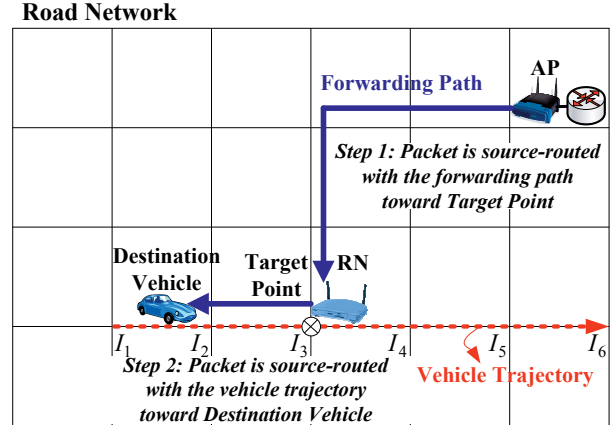 Road Network
AP
Forwarding Path
Step 1: Packet is source-routed
with the forwarding path
toward Target Point
Destination
Vehicle
Target
Point
RN
I1
I2
I3
I4
I5
I6
Step 2: Packet is source-routed
with the vehicle trajectory
toward Destination Vehicle
Vehicle Trajectory